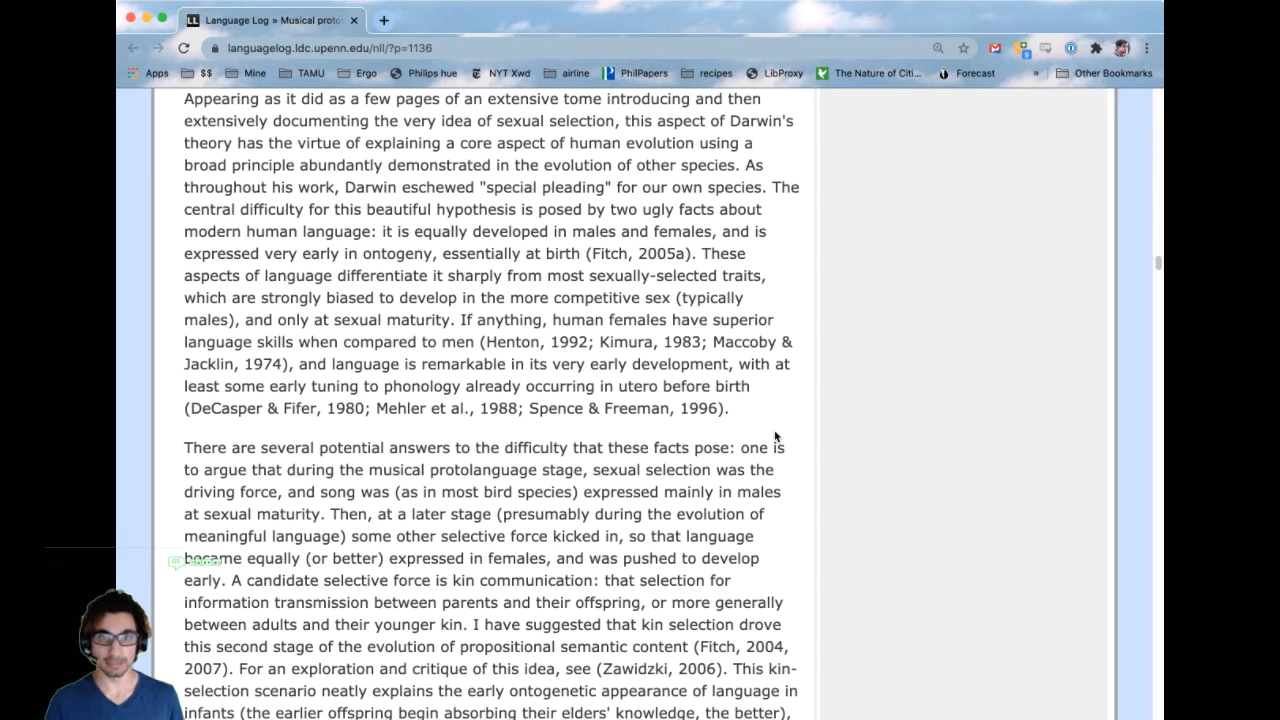 Language Log » Musical proto
languagelog.ldc.upenn.edu/nll/?p=1136
Apps $$ Mine TAMU Ergo Philips hue NYT Xwd airline PhilPapers recipes LibProxy The Nature of Citi... Forecast » Other Bookmarks
Appearing as it did as a few pages of an extensive tome introducing and then
extensively documenting the very idea of sexual selection, this aspect of Darwin's
theory has the virtue of explaining a core aspect of human evolution using a
broad principle abundantly demonstrated in the evolution of other species. As
throughout his work, Darwin eschewed "special pleading" for our own species. The
central difficulty for this beautiful hypothesis is posed by two ugly facts about
modern human language: it is equally developed in males and females, and is
expressed very early in ontogeny, essentially at birth (Fitch, 2005a). These
aspects of language differentiate it sharply from most sexually-selected traits,
which are strongly biased to develop in the more competitive sex (typically
males), and only at sexual maturity. If anything, human females have superior
language skills when compared to men (Henton, 1992; Kimura, 1983; Maccoby &
Jacklin, 1974), and language is remarkable in its very early development, with at
least some early tuning to phonology already occurring in utero before birth
(DeCasper & Fifer, 1980; Mehler et al., 1988; Spence & Freeman, 1996).
There are several potential answers to the difficulty that these facts pose: one is
to argue that during the musical protolanguage stage, sexual selection was the
driving force, and song was (as in most bird species) expressed mainly in males
at sexual maturity. Then, at a later stage (presumably during the evolution of
meaningful language) some other selective force kicked in, so that language
became equally (or better) expressed in females, and was pushed to develop
early. A candidate selective force is kin communication: that selection for
information transmission between parents and their offspring, or more generally
between adults and their younger kin. I have suggested that kin selection drove
this second stage of the evolution of propositional semantic content (Fitch, 2004,
2007). For an exploration and critique of this idea, see (Zawidzki, 2006). This kin-
selection scenario neatly explains the early ontogenetic appearance of language in
infants (the earlier offspring begin absorbing their elders' knowledge, the better),